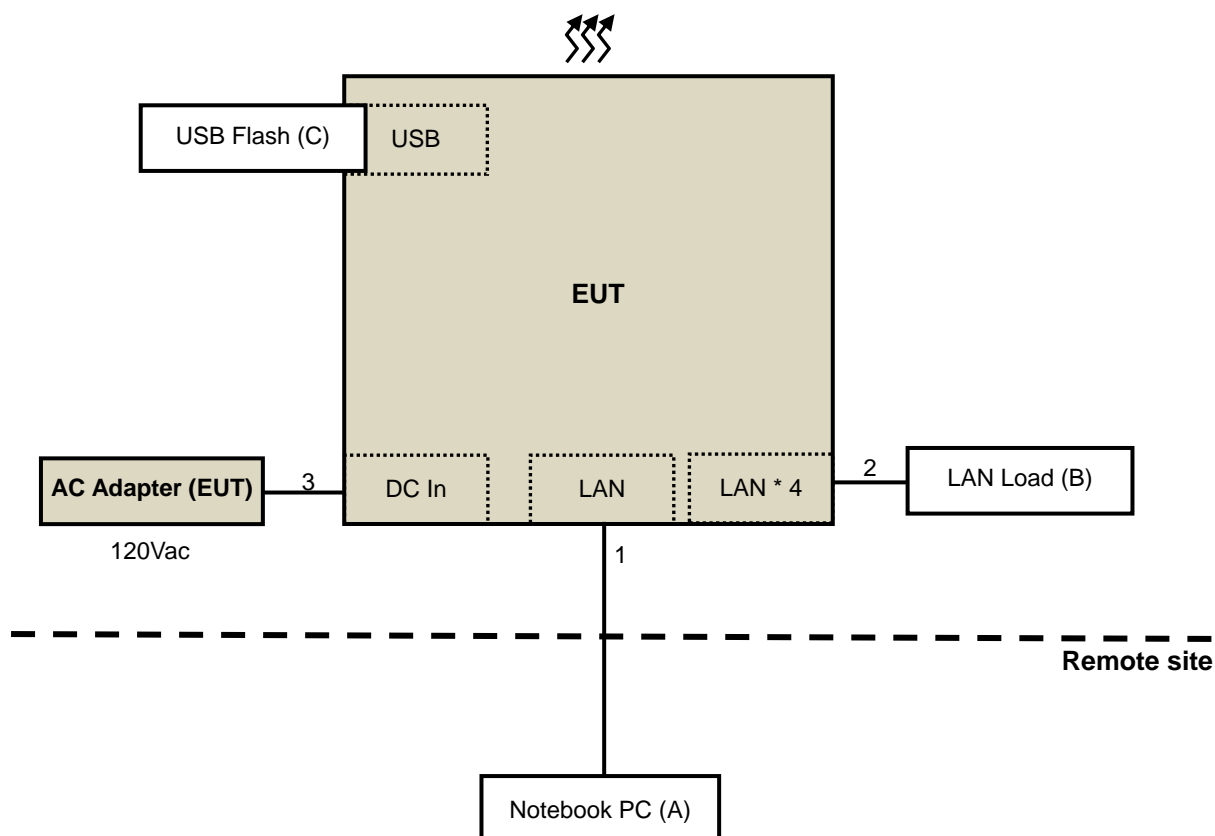 USB Flash (C)
USB
EUT
AC Adapter (EUT)
3
DC In
LAN
LAN * 4
2
LAN Load (B)
120Vac
1
Remote site
Notebook PC (A)